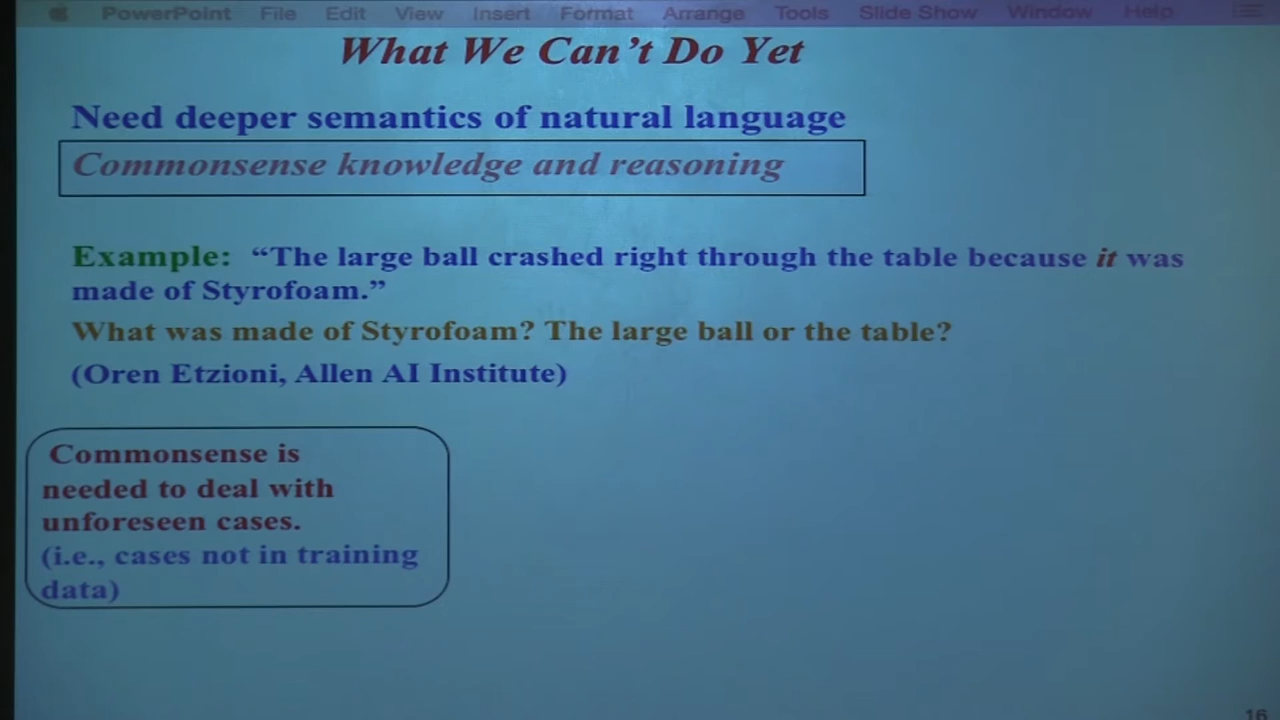 PowerPoint File Edit View Insert Format Arrange Tools Slide Show Window Help
What We Can't Do Yet
Need deeper semantics of natural language
Commonsense knowledge and reasoning
Example: “The large ball crashed right through the table because it was
made of Styrofoam.”
What was made of Styrofoam? The large ball or the table?
(Oren Etzioni, Allen AI Institute)
Commonsense is
needed to deal with
unforeseen cases.
(i.e., cases not in training
data)
16